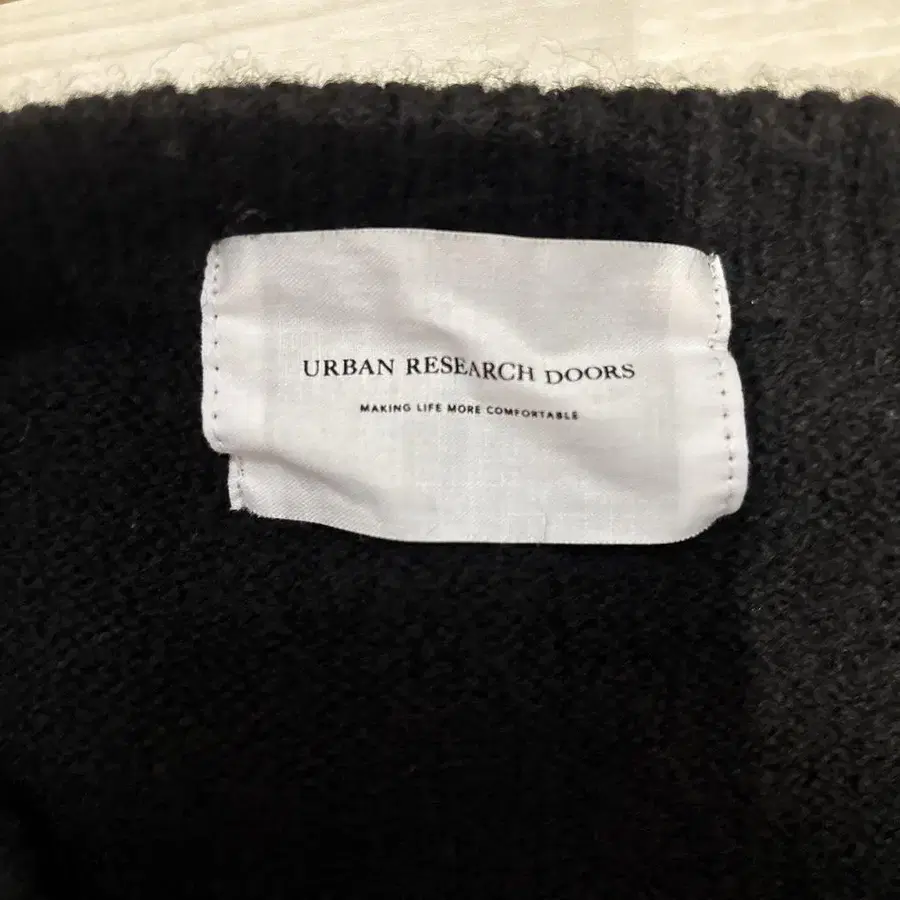 URBAN RESEARCH DOORS
MAKING LIFE MORE COMFORTABLE